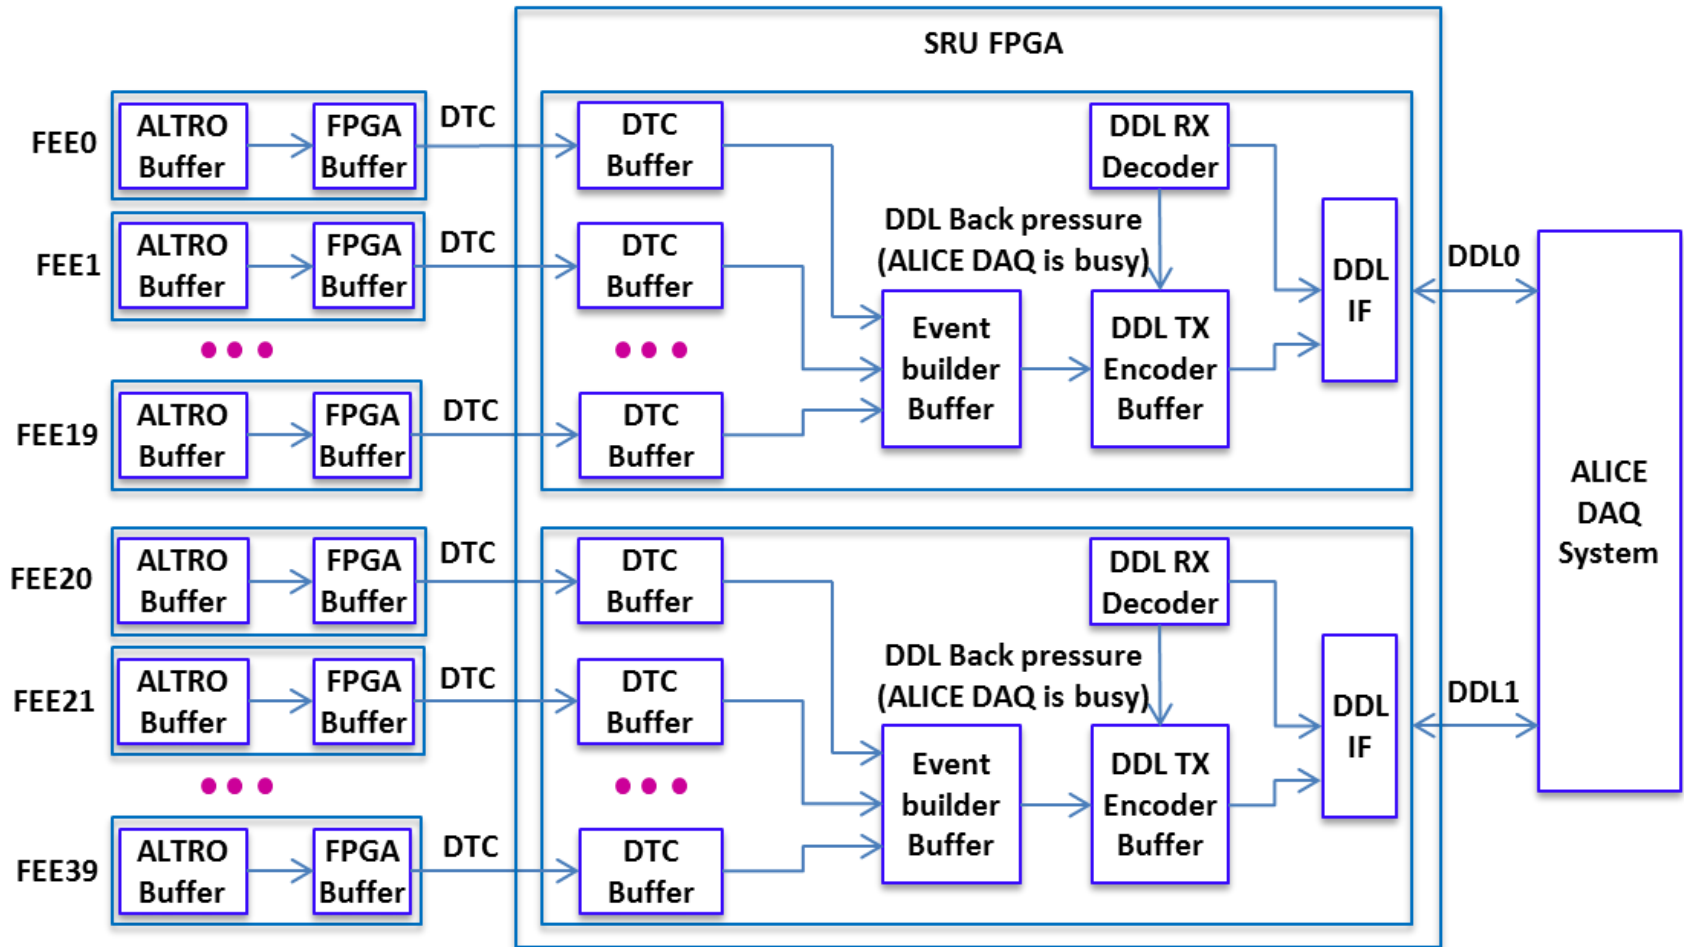 SRU FPGA
FEE0
ALTRO
Buffer
FPGA
Buffer
DTC
DTC
Buffer
DDL RX
Decoder
FEE1
ALTRO
Buffer
FPGA
Buffer
DTC
DTC
Buffer
DDL Back pressure
(ALICE DAQ is busy)
DDL
IF
DDL0
Event
builder
Buffer
DDL TX
Encoder
Buffer
FEE19
ALTRO
Buffer
FPGA
Buffer
DTC
DTC
Buffer
ALICE
DAQ
System
FEE20
ALTRO
Buffer
FPGA
Buffer
DTC
DTC
Buffer
DDL RX
Decoder
FEE21
ALTRO
Buffer
FPGA
Buffer
DTC
DTC
Buffer
DDL Back pressure
(ALICE DAQ is busy)
DDL
IF
DDL1
Event
builder
Buffer
DDL TX
Encoder
Buffer
FEE39
ALTRO
Buffer
FPGA
Buffer
DTC
DTC
Buffer